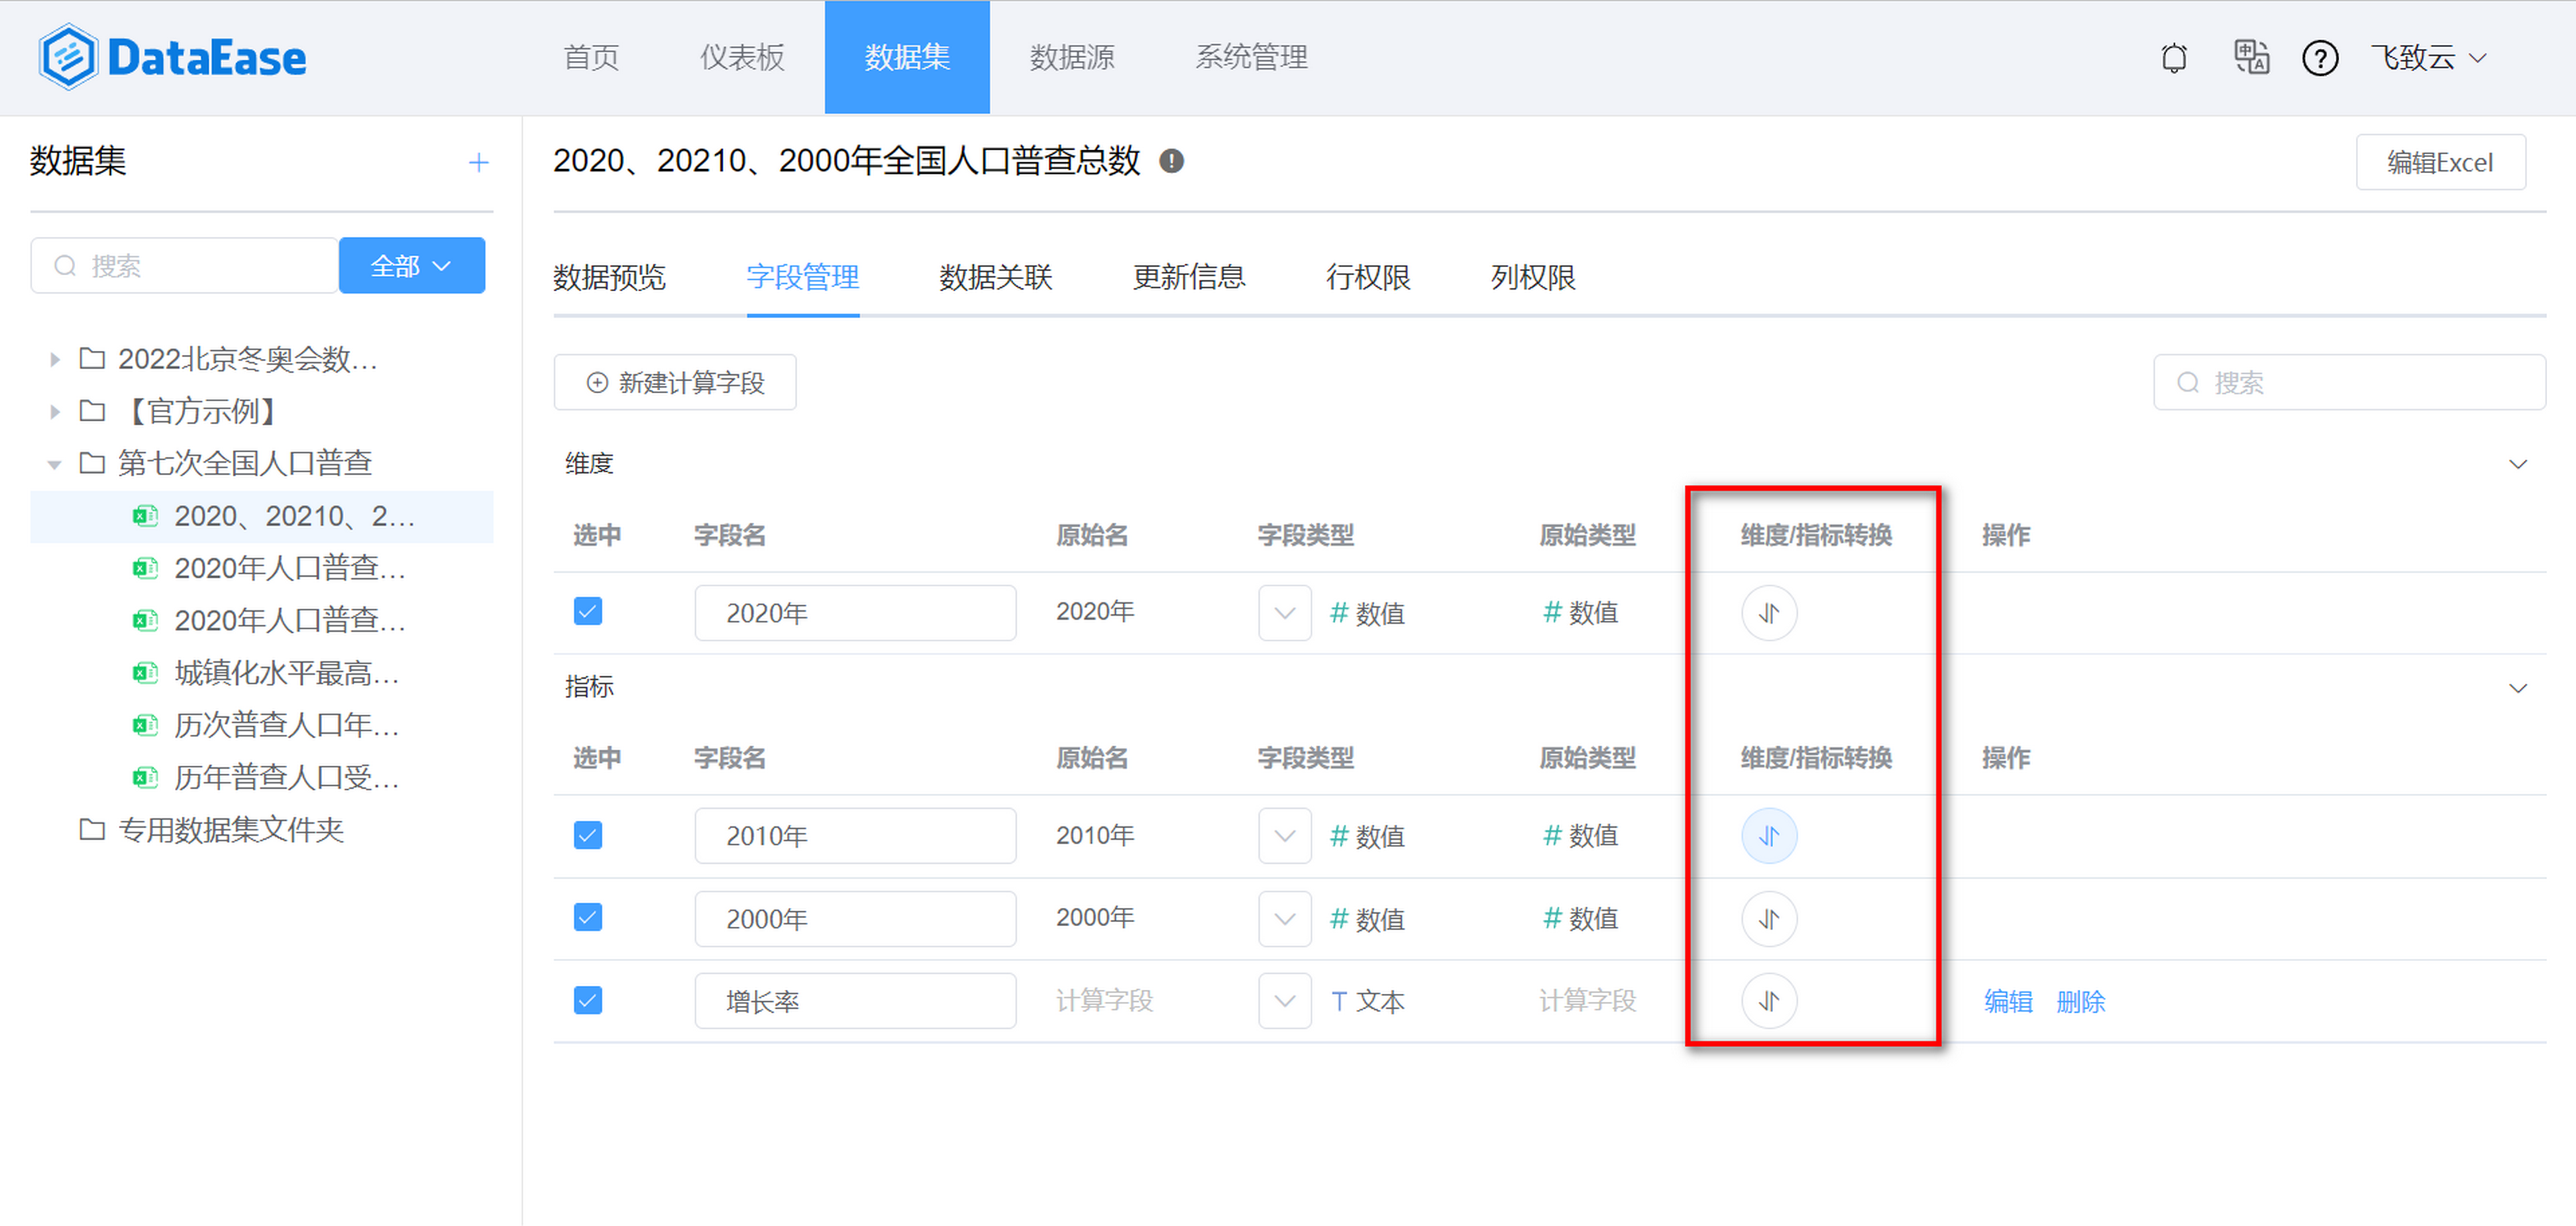 DataEase
首页 仪表板 数据集 数据源 系统管理
中 A ? 飞致云
数据集 +
搜索 全部
2022北京冬奥会数...
【官方示例】
第七次全国人口普查
2020、20210、2...
2020年人口普查...
2020年人口普查...
城镇化水平最高...
历次普查人口年...
历年普查人口受...
专用数据集文件夹
2020、20210、2000年全国人口普查总数 编辑Excel
数据预览 字段管理 数据关联 更新信息 行权限 列权限
新建计算字段 搜索
维度
选中 字段名 原始名 字段类型 原始类型 维度/指标转换 操作
2020年 2020年 # 数值 # 数值
指标
选中 字段名 原始名 字段类型 原始类型 维度/指标转换 操作
2010年 2010年 # 数值 # 数值
2000年 2000年 # 数值 # 数值
增长率 计算字段 T 文本 计算字段 编辑 删除